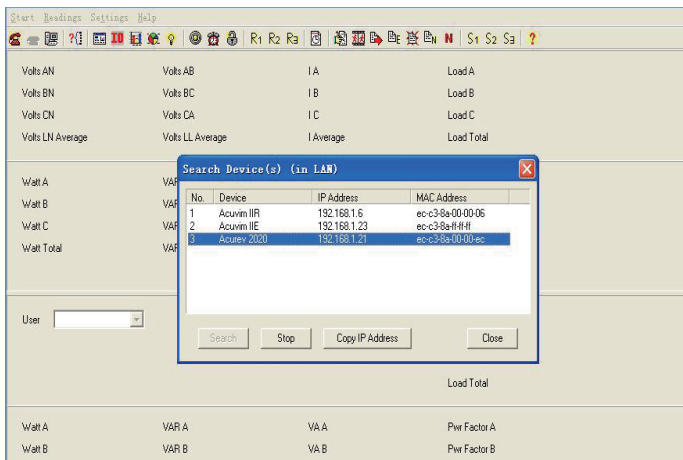 Start Readings Settings Help
R1 R2 R3 E N N S1 S2 S3 ?
Volts AN Volts AB I A Load A
Volts BN Volts BC I B Load B
Volts CN Volts CA I C Load C
Volts LN Average Volts LL Average I Average Load Total
Search Device(s) (in LAN)
No. Device IP Address MAC Address
1 Acuvim IIR 192.168.1.6 ec-c3-8a-00-00-06
2 Acuvim IIE 192.168.1.23 ec-c3-8a-ff-ff-ff
3 Acurev 2020 192.168.1.21 ec-c3-8a-00-00-ec
Watt A VAR
Watt B VAR
Watt C VAR
Watt Total VAR
User
Search Stop Copy IP Address Close
Load Total
Watt A VAR A VA A Pwr Factor A
Watt B VAR B VA B Pwr Factor B